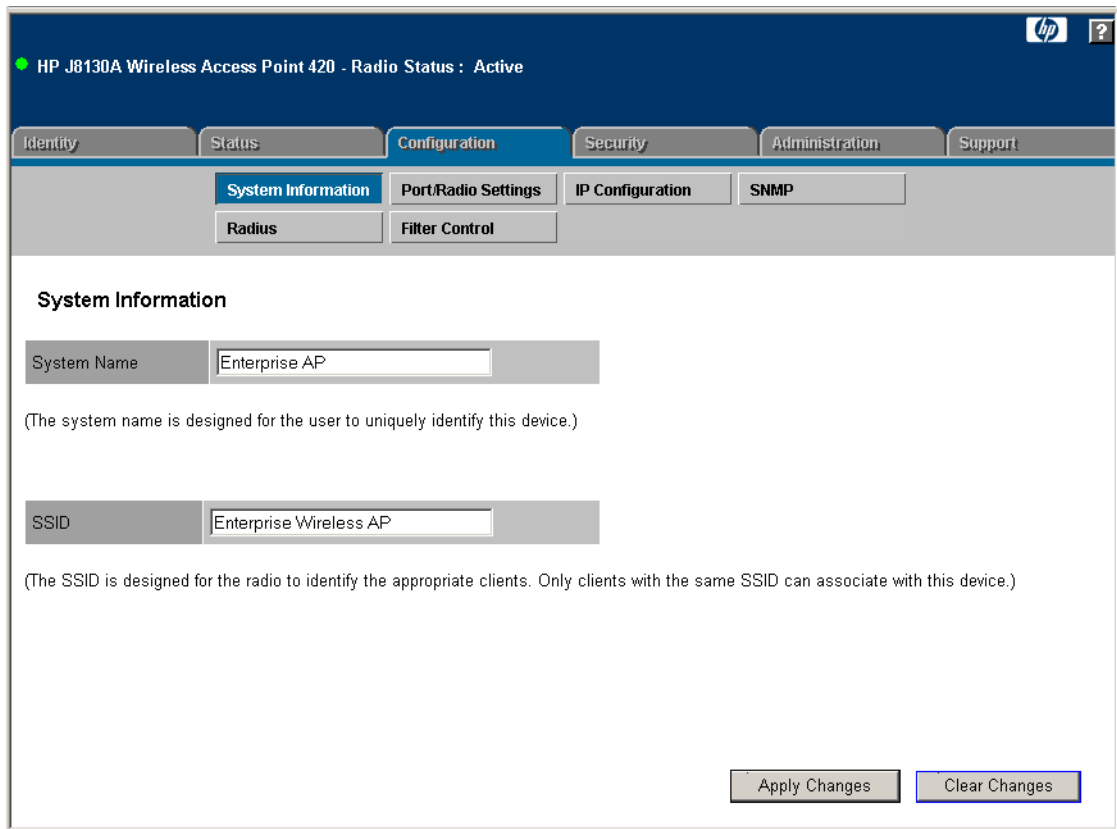 hp
?
HP J8130A Wireless Access Point 420 - Radio Status : Active
Identity Status Configuration Security Administration Support
System Information Port/Radio Settings IP Configuration SNMP
Radius Filter Control
System Information
System Name Enterprise AP
(The system name is designed for the user to uniquely identify this device.)
SSID Enterprise Wireless AP
(The SSID is designed for the radio to identify the appropriate clients. Only clients with the same SSID can associate with this device.)
Apply Changes Clear Changes